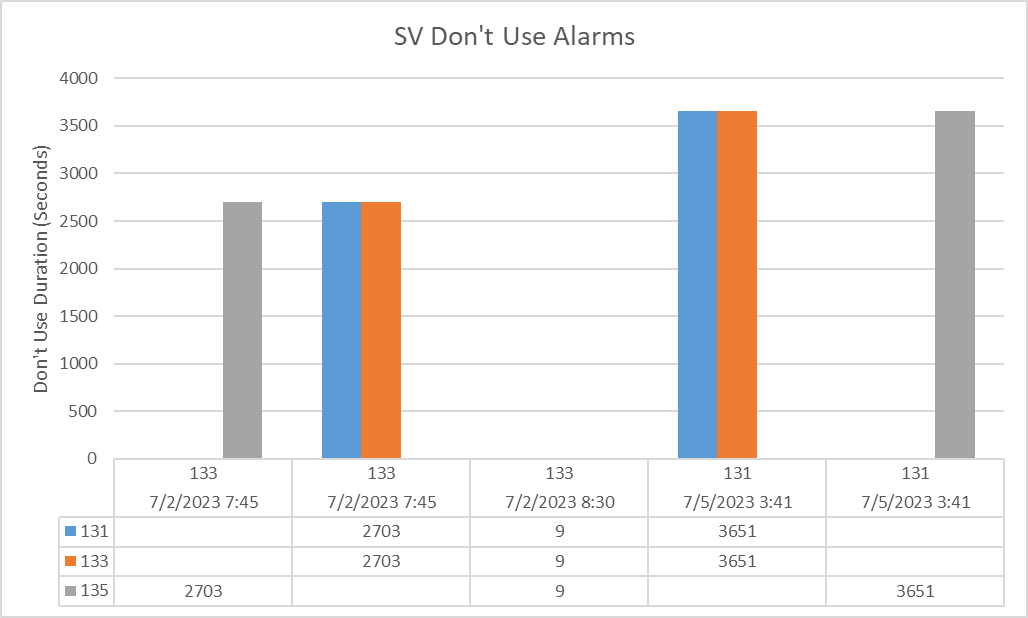 SV Don't Use Alarms
Don't Use Duration (Seconds)
4000
3500
3000
2500
2000
1500
1000
500
0
133 133 133 131 131
7/2/2023 7:45 7/2/2023 7:45 7/2/2023 8:30 7/5/2023 3:41 7/5/2023 3:41
131 2703 9 3651
133 2703 9 3651
135 2703 9 3651